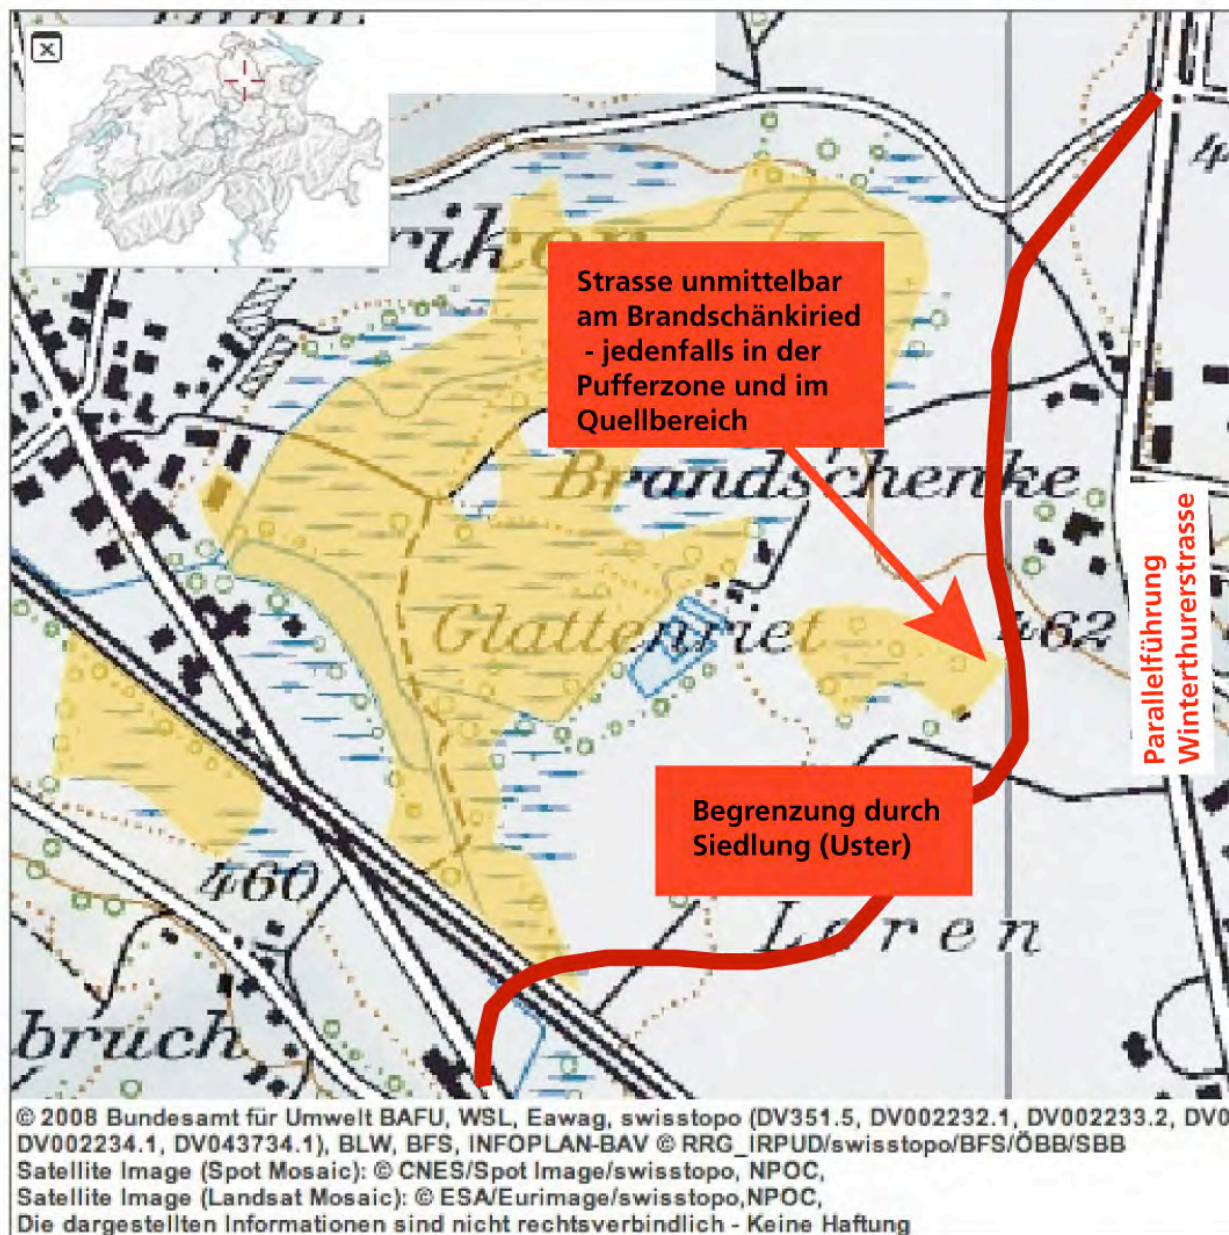 riken
4
Strasse unmittelbar
am Brandschänkiried
- jedenfalls in der
Pufferzone und im
Quellbereich
Brandschenke
Glattenriet
462
Parallelführung
Winterthurerstrasse
Begrenzung durch
Siedlung (Uster)
460
Loren
bruch
© 2008 Bundesamt für Umwelt BAFU, WSL, Eawag, swisstopo (DV351.5, DV002232.1, DV002233.2, DV0
DV002234.1, DV043734.1), BLW, BFS, INFOPLAN-BAV © RRG_IRPUD/swisstopo/BFS/ÖBB/SBB
Satellite Image (Spot Mosaic): © CNES/Spot Image/swisstopo, NPOC,
Satellite Image (Landsat Mosaic): © ESA/Eurimage/swisstopo,NPOC,
Die dargestellten Informationen sind nicht rechtsverbindlich - Keine Haftung